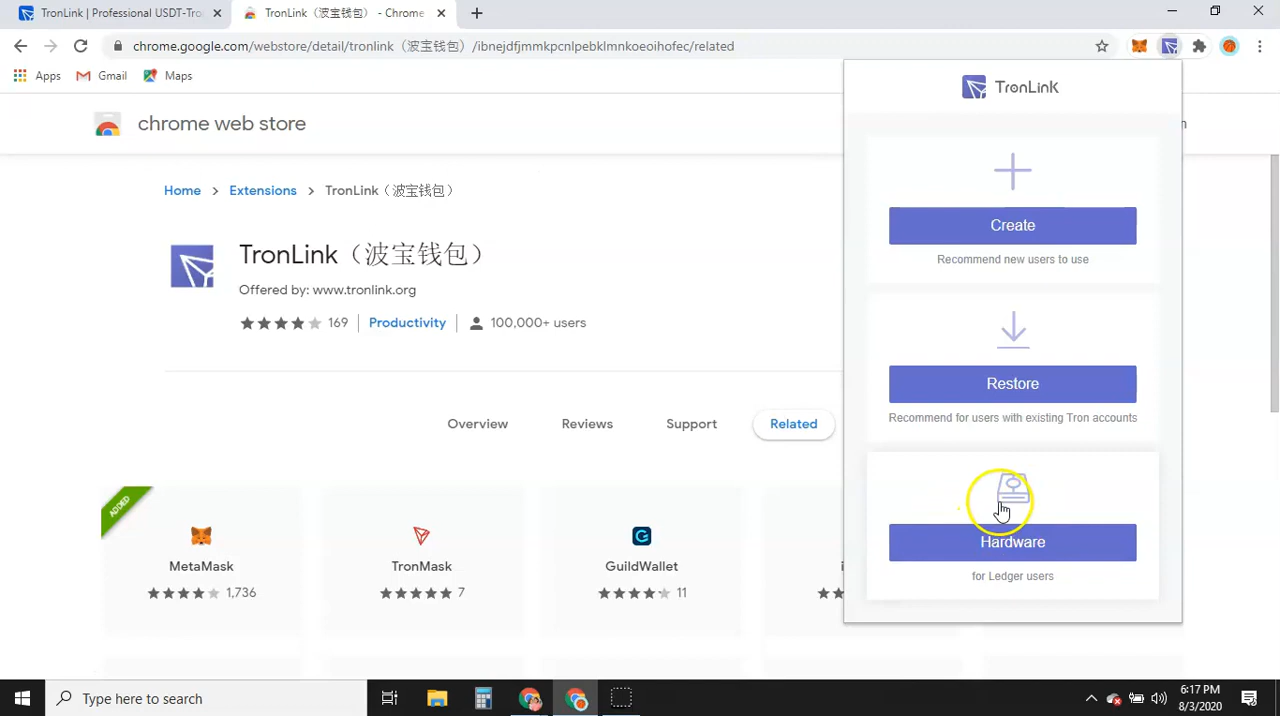 TronLink | Professional USDT-Tro
TronLink（波宝钱包） - Chrome
chrome.google.com/webstore/detail/tronlink（波宝钱包）/ibnejdfjmmkpcnlpebklmnkoeoihofec/related
Apps Gmail Maps
TronLink
chrome web store
Home > Extensions > TronLink（波宝钱包）
TronLink（波宝钱包）
Offered by: www.tronlink.org
169 | Productivity | 100,000+ users
Overview Reviews Support Related
Create
Recommend new users to use
Restore
Recommend for users with existing Tron accounts
Hardware
for Ledger users
ADDED
MetaMask TronMask GuildWallet
1,736 7 11
Type here to search
6:17 PM
8/3/2020